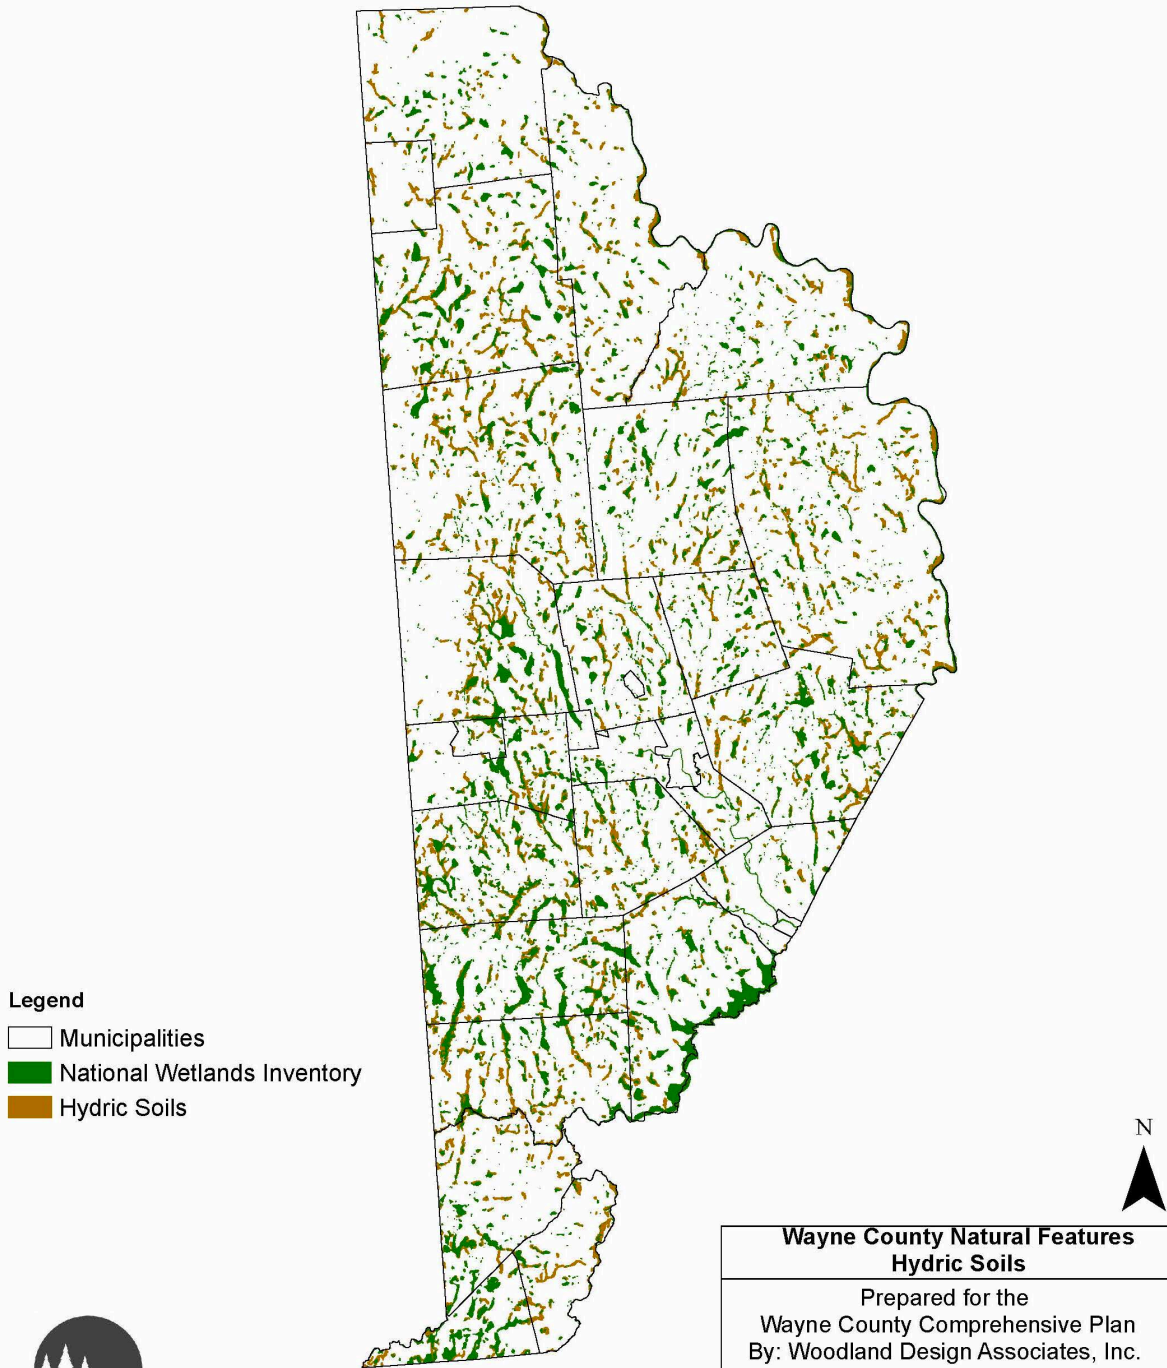 Legend
Municipalities
National Wetlands Inventory
Hydric Soils
N
Wayne County Natural Features
Hydric Soils
Prepared for the
Wayne County Comprehensive Plan
By: Woodland Design Associates, Inc.